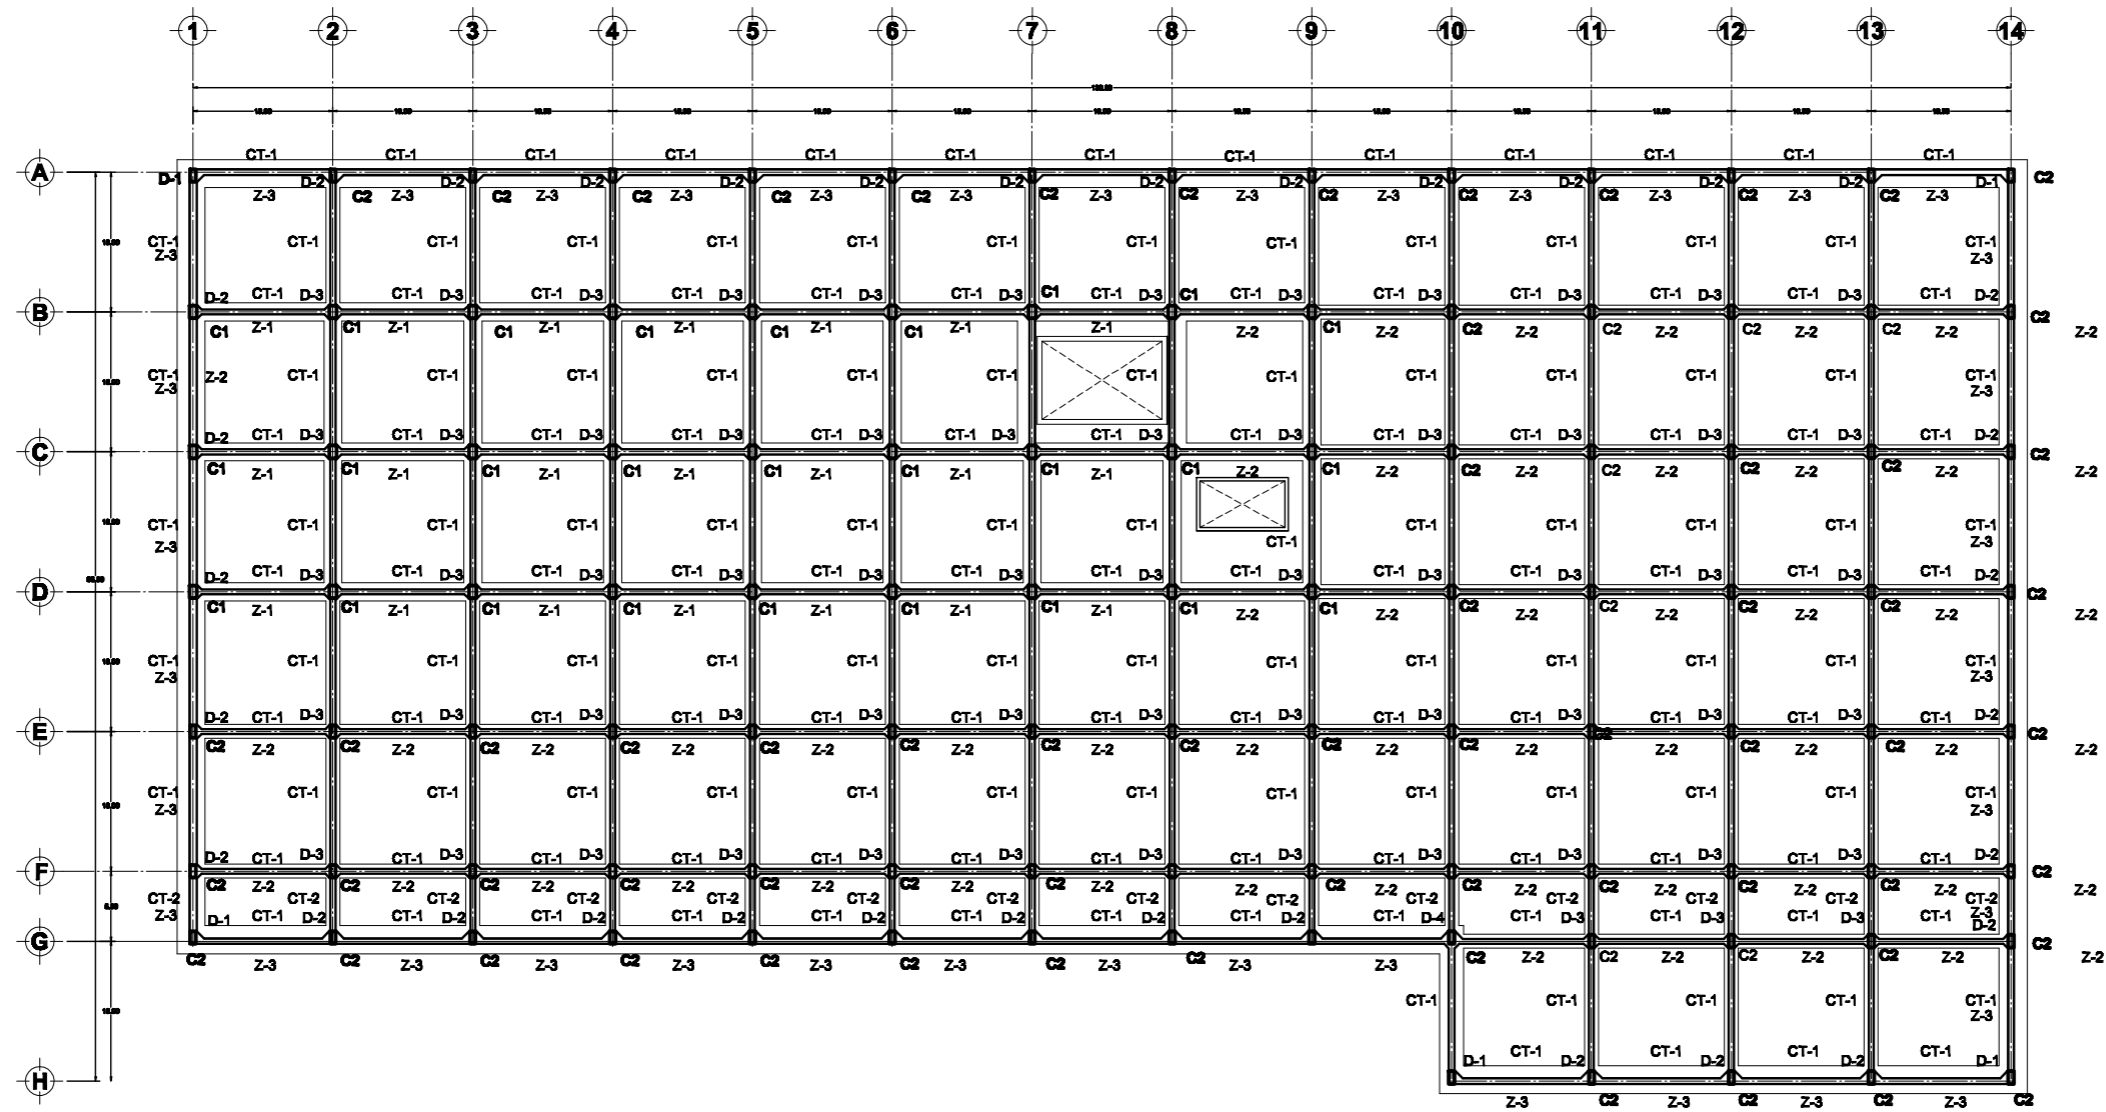 1 2 3 4 5 6 7 8 9 10 11 12 13 14
CT-1 CT-1 CT-1 CT-1 CT-1 CT-1 CT-1 CT-1 CT-1 CT-1 CT-1 CT-1 CT-1
A
D-1 D-2 D-2 D-2 D-2 D-2 D-2 D-2 D-2 D-2 D-2 D-2 D-2 D-1 C2
Z-3 C2 Z-3 C2 Z-3 C2 Z-3 C2 Z-3 C2 Z-3 C2 Z-3 C2 Z-3 C2 Z-3 C2 Z-3 C2 Z-3 C2 Z-3 C2 Z-3
CT-1 CT-1 CT-1 CT-1 CT-1 CT-1 CT-1 CT-1 CT-1 CT-1 CT-1 CT-1 CT-1 CT-1
Z-3 Z-3
D-2 CT-1 D-3 CT-1 D-3 CT-1 D-3 CT-1 D-3 CT-1 D-3 CT-1 D-3 C1 CT-1 D-3 C1 CT-1 D-3 CT-1 D-3 CT-1 D-3 CT-1 D-3 CT-1 D-3 CT-1 D-2
B C2
C1 Z-1 C1 Z-1 C1 Z-1 C1 Z-1 C1 Z-1 C1 Z-1 Z-1 Z-2 C1 Z-2 C2 Z-2 C2 Z-2 C2 Z-2 C2 Z-2 Z-2
CT-1 Z-2 CT-1 CT-1 CT-1 CT-1 CT-1 CT-1 CT-1 CT-1 CT-1 CT-1 CT-1 CT-1 CT-1
Z-3 Z-3
D-2 CT-1 D-3 CT-1 D-3 CT-1 D-3 CT-1 D-3 CT-1 D-3 CT-1 D-3 CT-1 D-3 CT-1 D-3 CT-1 D-3 CT-1 D-3 CT-1 D-3 CT-1 D-3 CT-1 D-2
C C2
C1 Z-1 C1 Z-1 C1 Z-1 C1 Z-1 C1 Z-1 C1 Z-1 C1 Z-1 C1 Z-2 C1 Z-2 C2 Z-2 C2 Z-2 C2 Z-2 C2 Z-2 Z-2
CT-1 CT-1 CT-1 CT-1 CT-1 CT-1 CT-1 CT-1 CT-1 CT-1 CT-1 CT-1 CT-1 CT-1
Z-3 Z-3
D-2 CT-1 D-3 CT-1 D-3 CT-1 D-3 CT-1 D-3 CT-1 D-3 CT-1 D-3 CT-1 D-3 CT-1 D-3 CT-1 D-3 CT-1 D-3 CT-1 D-3 CT-1 D-3 CT-1 D-2
D C2
C1 Z-1 C1 Z-1 C1 Z-1 C1 Z-1 C1 Z-1 C1 Z-1 C1 Z-1 C1 Z-2 C1 Z-2 C2 Z-2 C2 Z-2 C2 Z-2 C2 Z-2 Z-2
CT-1 CT-1 CT-1 CT-1 CT-1 CT-1 CT-1 CT-1 CT-1 CT-1 CT-1 CT-1 CT-1 CT-1
Z-3 Z-3
D-2 CT-1 D-3 CT-1 D-3 CT-1 D-3 CT-1 D-3 CT-1 D-3 CT-1 D-3 CT-1 D-3 CT-1 D-3 CT-1 D-3 CT-1 D-3 CT-1 D-3 CT-1 D-3 CT-1 D-2
E C2 C2
C2 Z-2 C2 Z-2 C2 Z-2 C2 Z-2 C2 Z-2 C2 Z-2 C2 Z-2 C2 Z-2 C2 Z-2 C2 Z-2 Z-2 C2 Z-2 C2 Z-2 Z-2
CT-1 CT-1 CT-1 CT-1 CT-1 CT-1 CT-1 CT-1 CT-1 CT-1 CT-1 CT-1 CT-1 CT-1
Z-3 Z-3
D-2 CT-1 D-3 CT-1 D-3 CT-1 D-3 CT-1 D-3 CT-1 D-3 CT-1 D-3 CT-1 D-3 CT-1 D-3 CT-1 D-3 CT-1 D-3 CT-1 D-3 CT-1 D-3 CT-1 D-2
F C2
C2 Z-2 C2 Z-2 C2 Z-2 C2 Z-2 C2 Z-2 C2 Z-2 C2 Z-2 Z-2 C2 Z-2 C2 Z-2 C2 Z-2 C2 Z-2 C2 Z-2 Z-2
CT-2 CT-2 CT-2 CT-2 CT-2 CT-2 CT-2 CT-2 CT-2 CT-2 CT-2 CT-2 CT-2 CT-2
Z-3 Z-3
D-1 CT-1 D-2 CT-1 D-2 CT-1 D-2 CT-1 D-2 CT-1 D-2 CT-1 D-2 CT-1 D-2 CT-1 D-2 CT-1 D-4 CT-1 D-3 CT-1 D-3 CT-1 D-3 CT-1 D-2
G C2
C2 Z-3 C2 Z-3 C2 Z-3 C2 Z-3 C2 Z-3 C2 Z-3 C2 Z-3 C2 Z-3 Z-3 C2 Z-2 C2 Z-2 C2 Z-2 C2 Z-2 Z-2
CT-1 CT-1 CT-1 CT-1 CT-1
Z-3
D-1 CT-1 D-2 CT-1 D-2 CT-1 D-2 CT-1 D-1
H
Z-3 C2 Z-3 C2 Z-3 C2 Z-3 C2